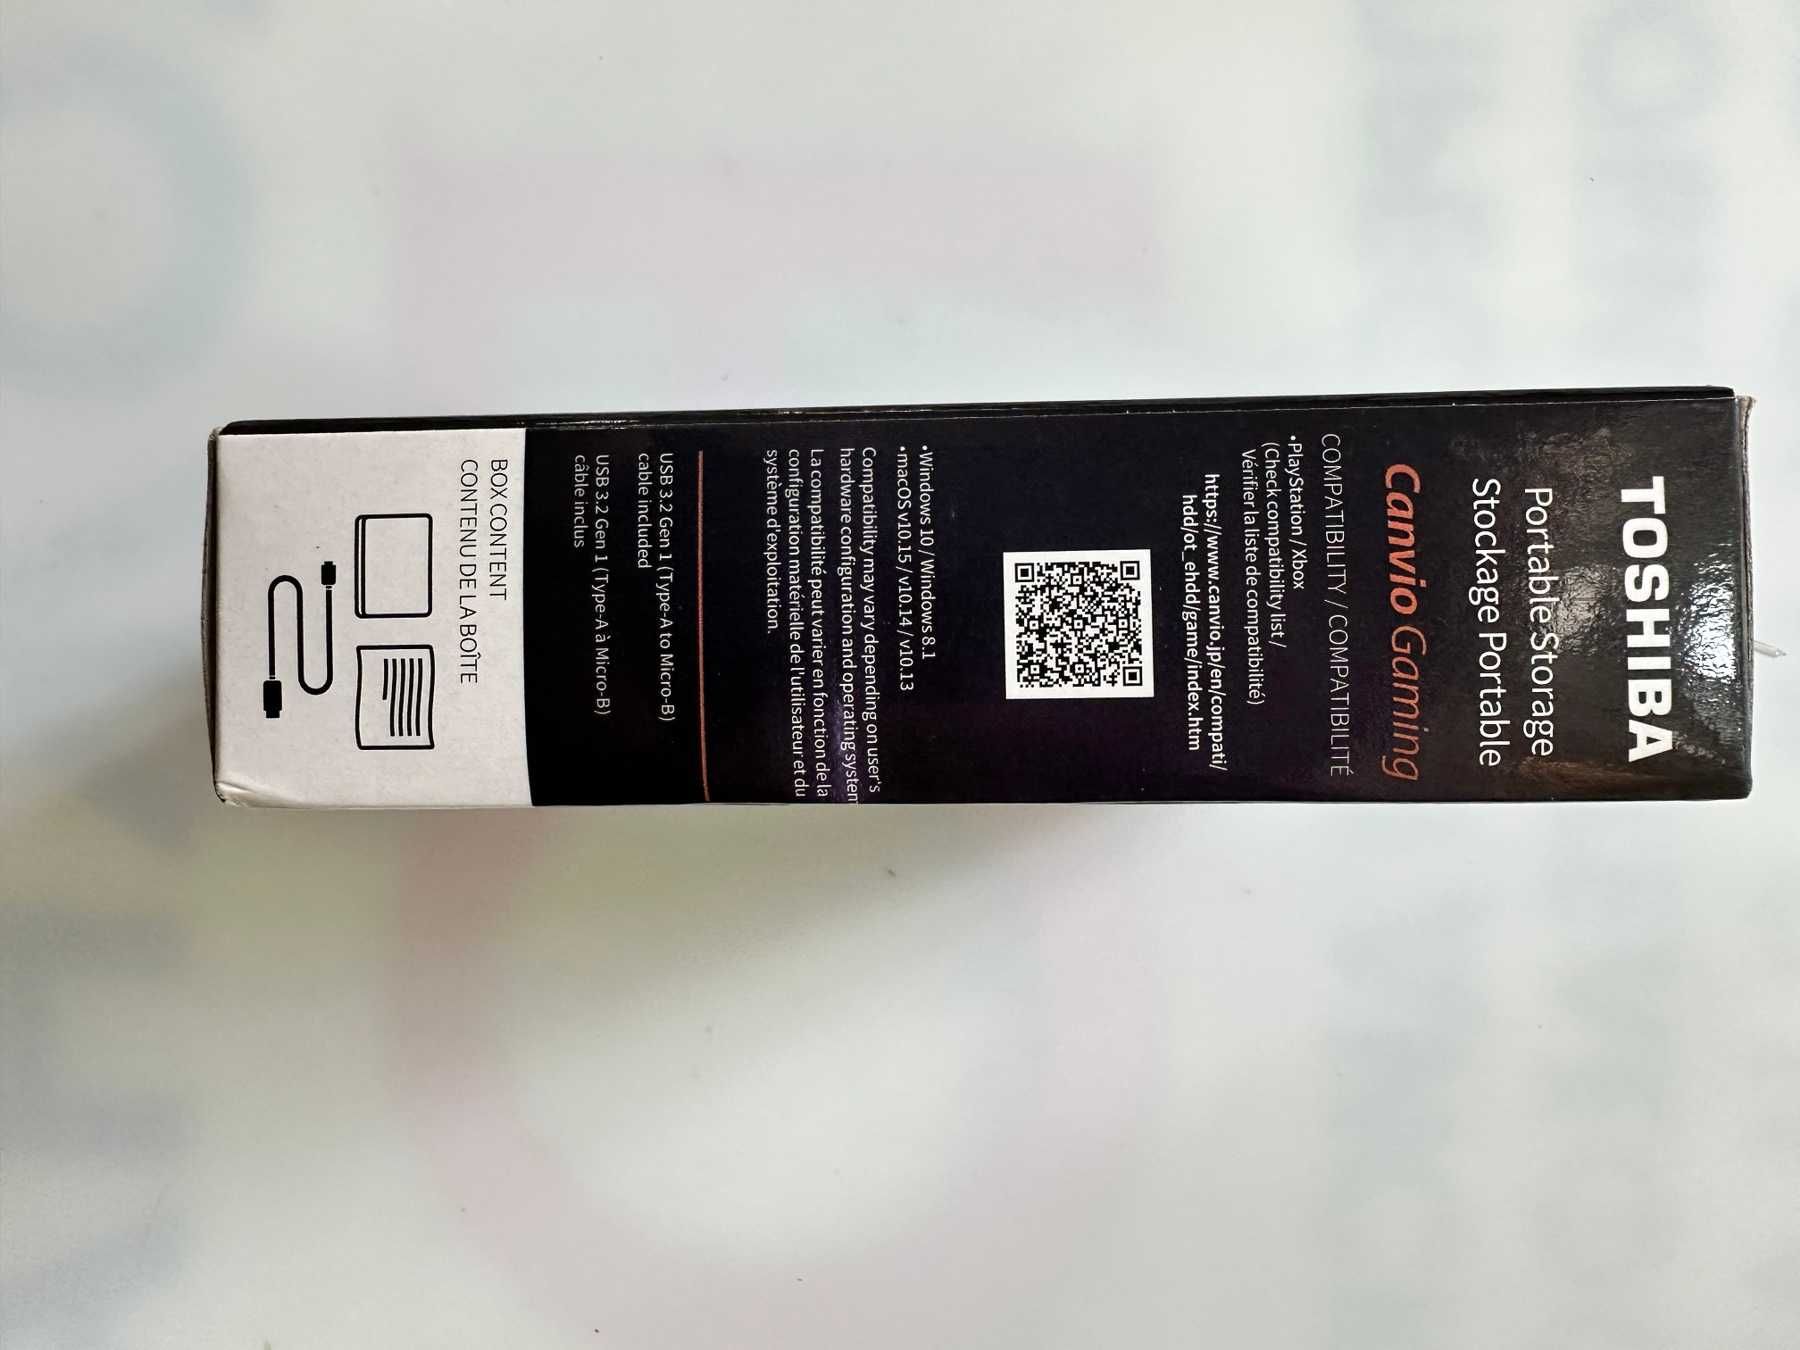 TOSHIBA
Portable Storage
Stockage Portable
Canvio Gaming
COMPATIBILITY / COMPATIBILITÉ
•PlayStation / Xbox
(Check compatibility list /
Vérifier la liste de compatibilité)
https://www.canvio.jp/en/compati/
hdd/ot_ehdd/game/index.htm
•Windows 10 / Windows 8.1
•macOS v10.15 / v10.14 / v10.13
Compatibility may vary depending on user's
hardware configuration and operating system
La compatibilité peut varier en fonction de la
configuration matérielle de l'utilisateur et du
système d'exploitation.
USB 3.2 Gen 1 (Type-A to Micro-B)
cable included
USB 3.2 Gen 1 (Type-A à Micro-B)
câble inclus
BOX CONTENT
CONTENU DE LA BOÎTE